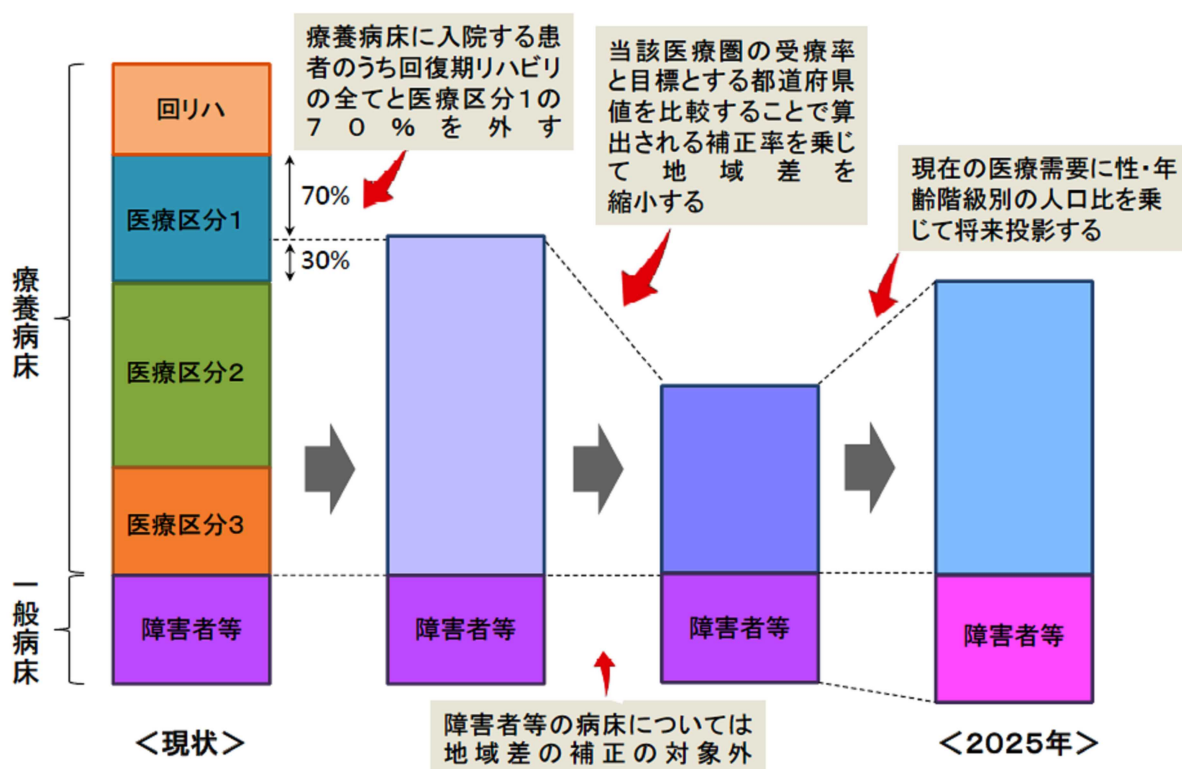 療養病床に入院する患
者のうち回復期リハビリ
の全てと医療区分1の
70%を外す
当該医療圏の受療率
と目標とする都道府県
値を比較することで算
出される補正率を乗じ
て地域差を
縮小する
現在の医療需要に性・年
齢階級別の人口比を乗
じて将来投影する
回リハ
医療区分1
70%
30%
医療区分2
医療区分3
療養病床
一般病床
障害者等
障害者等
障害者等
障害者等
障害者等の病床については
地域差の補正の対象外
<現状>
<2025年>